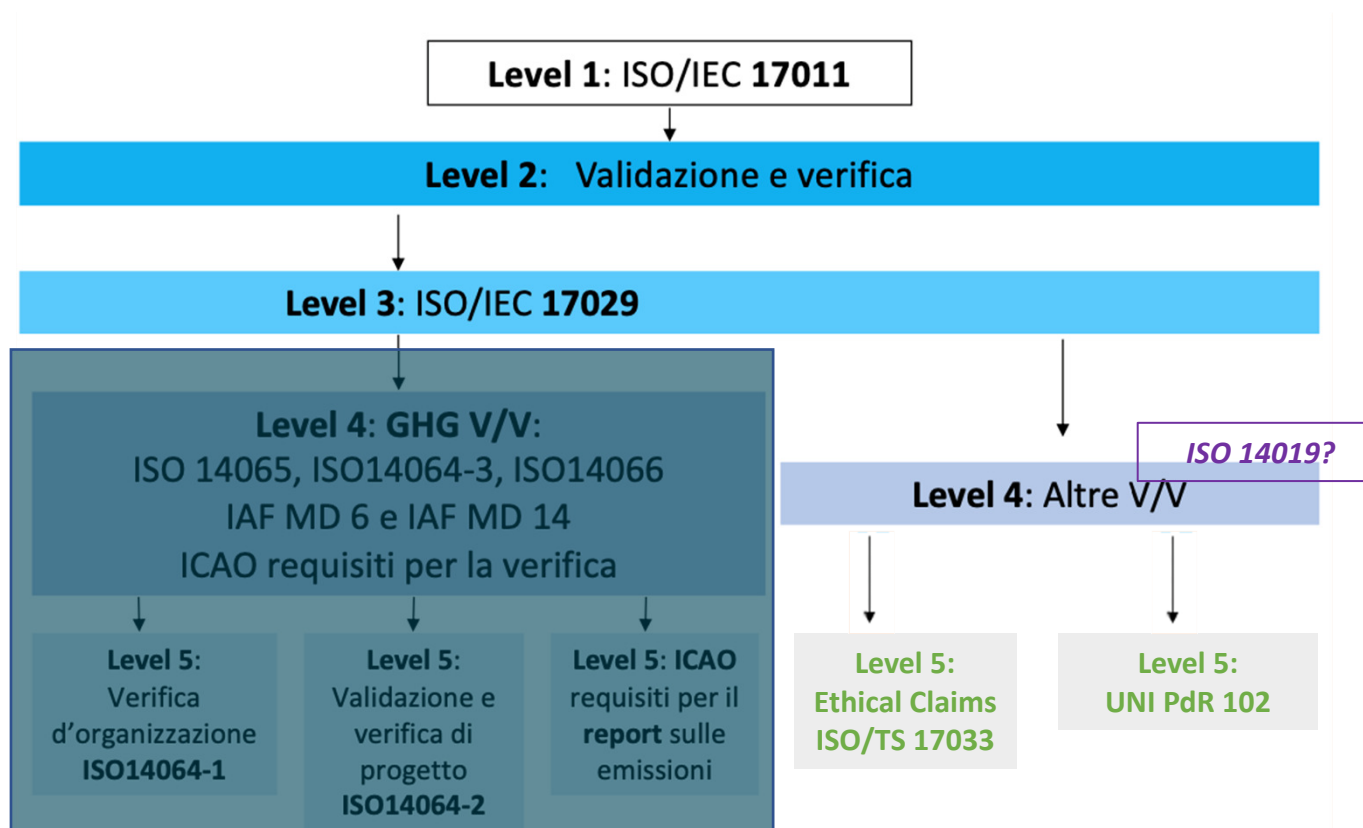 Level 1: ISO/IEC 17011
Level 2: Validazione e verifica
Level 3: ISO/IEC 17029
Level 4: GHG V/V:
ISO 14065, ISO14064-3, ISO14066
IAF MD 6 e IAF MD 14
ICAO requisiti per la verifica
ISO 14019?
Level 4: Altre V/V
Level 5:
Verifica
d’organizzazione
ISO14064-1
Level 5:
Validazione e
verifica di
progetto
ISO14064-2
Level 5: ICAO
requisiti per il
report sulle
emissioni
Level 5:
Ethical Claims
ISO/TS 17033
Level 5:
UNI PdR 102